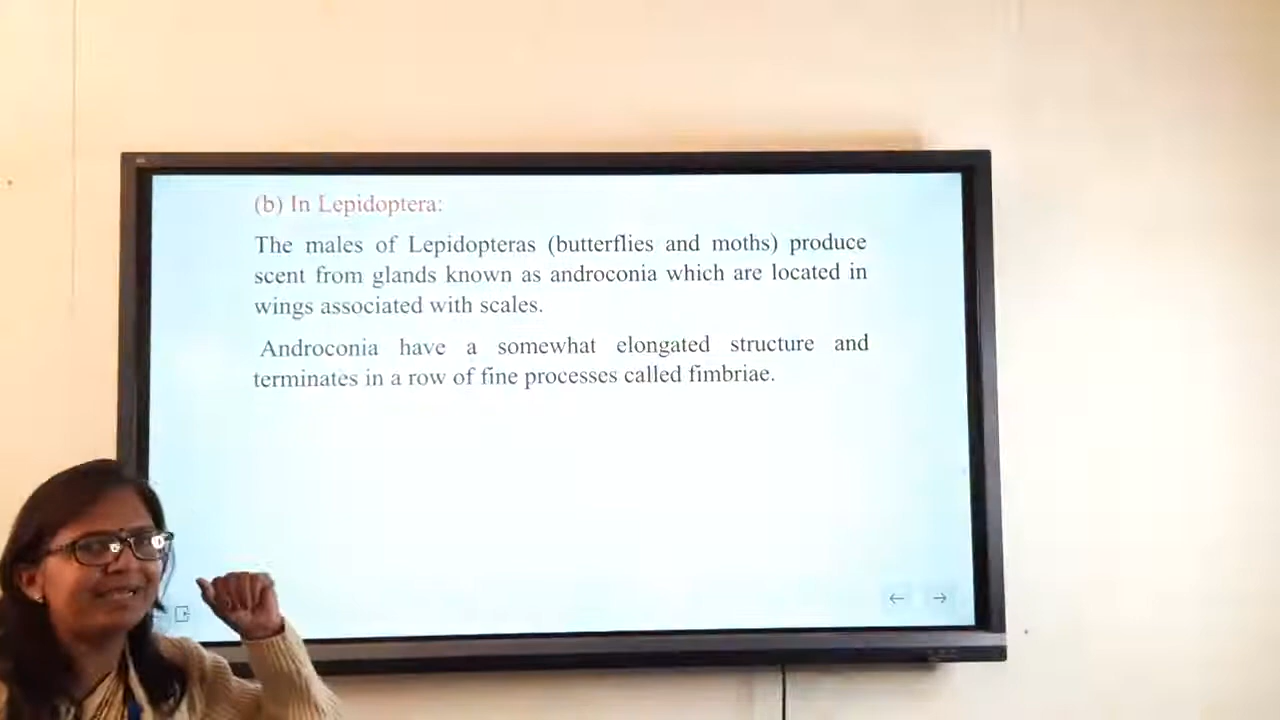 (b) In Lepidoptera:
The males of Lepidopteras (butterflies and moths) produce
scent from glands known as androconia which are located in
wings associated with scales.
Androconia have a somewhat elongated structure and
terminates in a row of fine processes called fimbriae.